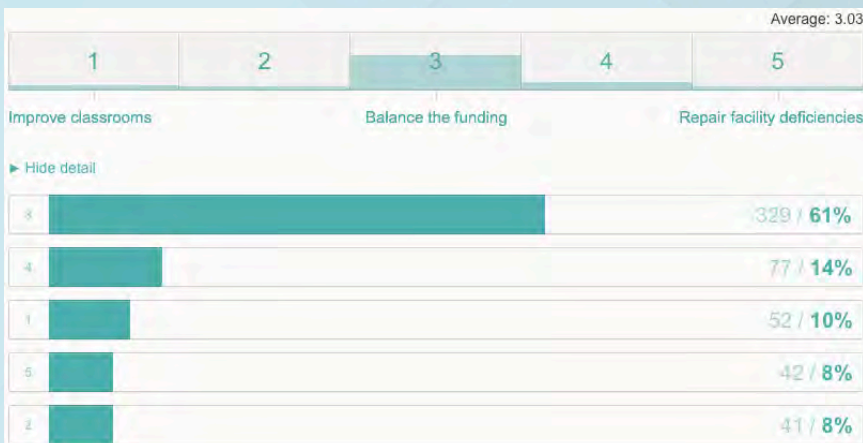 Average: 3.03
1 2 3 4 5
Improve classrooms Balance the funding Repair facility deficiencies
► Hide detail
3 329 / 61%
4 77 / 14%
1 52 / 10%
5 42 / 8%
2 41 / 8%